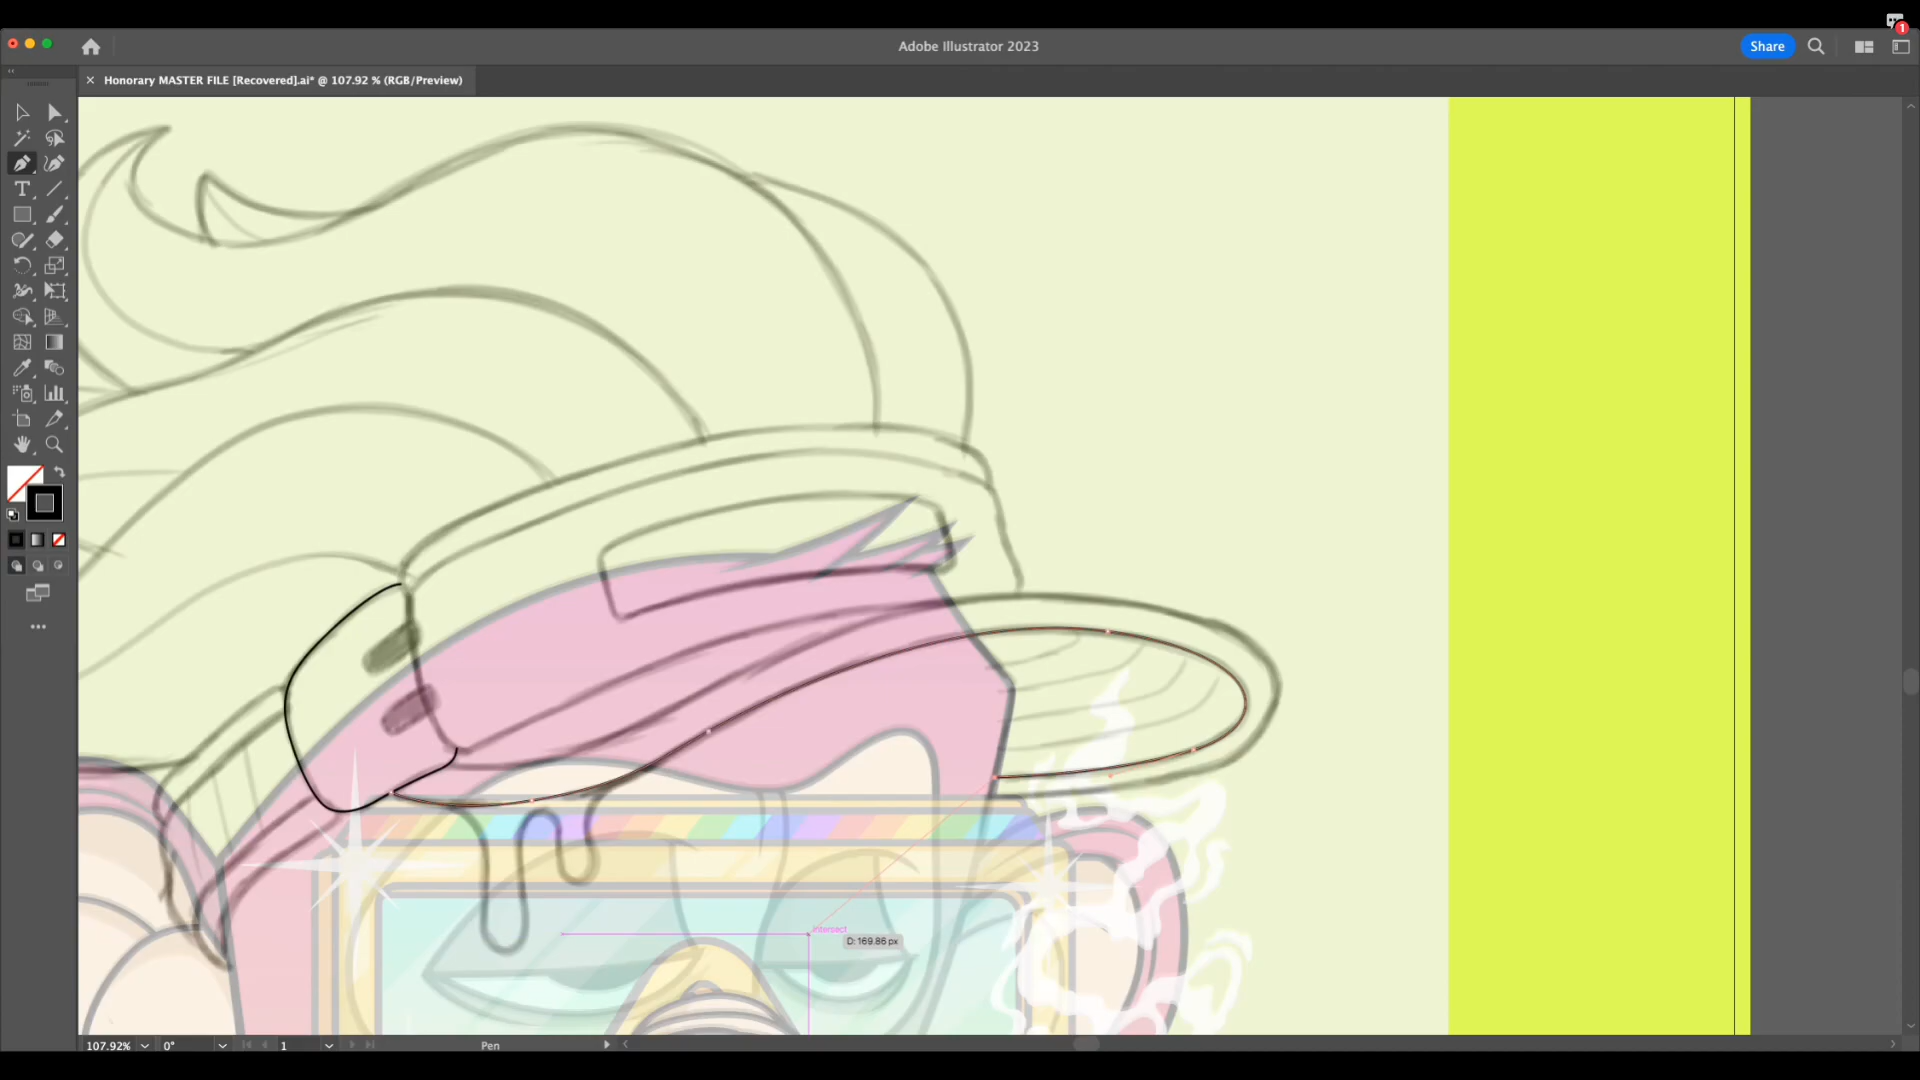 1
Adobe Illustrator 2023
Share
Honorary MASTER FILE [Recovered].ai* @ 107.92 % (RGB/Preview)
T
intersect
D: 169.86 px
107.92%
0°
1
Pen